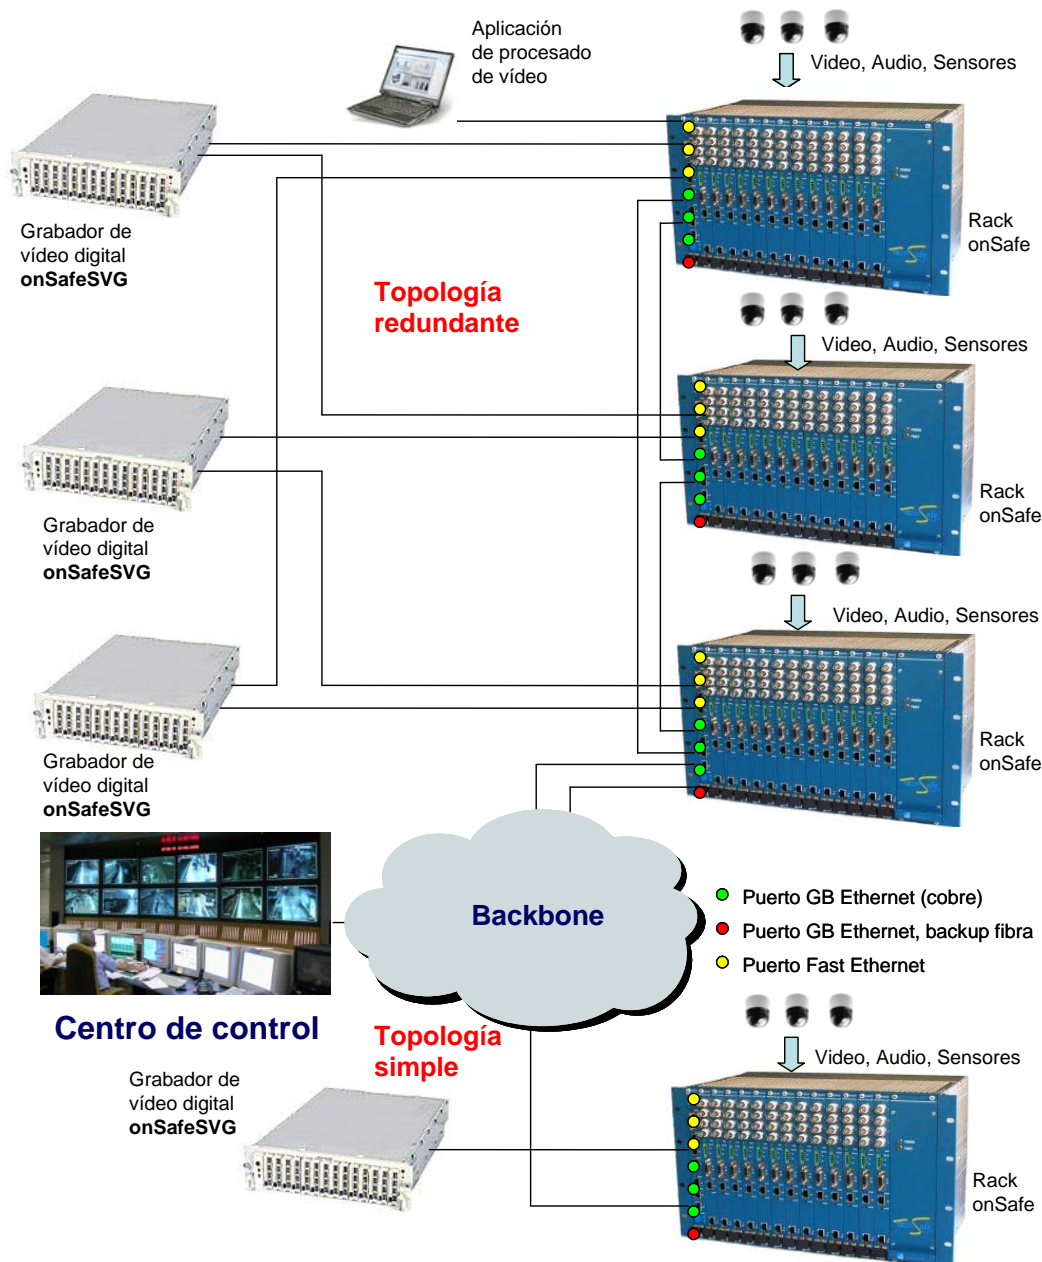 Aplicación
de procesado
de vídeo
Video, Audio, Sensores
Grabador de
vídeo digital
onSafeSVG
Rack
onSafe
Topología
redundante
Video, Audio, Sensores
Grabador de
vídeo digital
onSafeSVG
Rack
onSafe
Video, Audio, Sensores
Grabador de
vídeo digital
onSafeSVG
Rack
onSafe
Backbone
Puerto GB Ethernet (cobre)
Puerto GB Ethernet, backup fibra
Puerto Fast Ethernet
Centro de control
Topología
simple
Video, Audio, Sensores
Grabador de
vídeo digital
onSafeSVG
Rack
onSafe